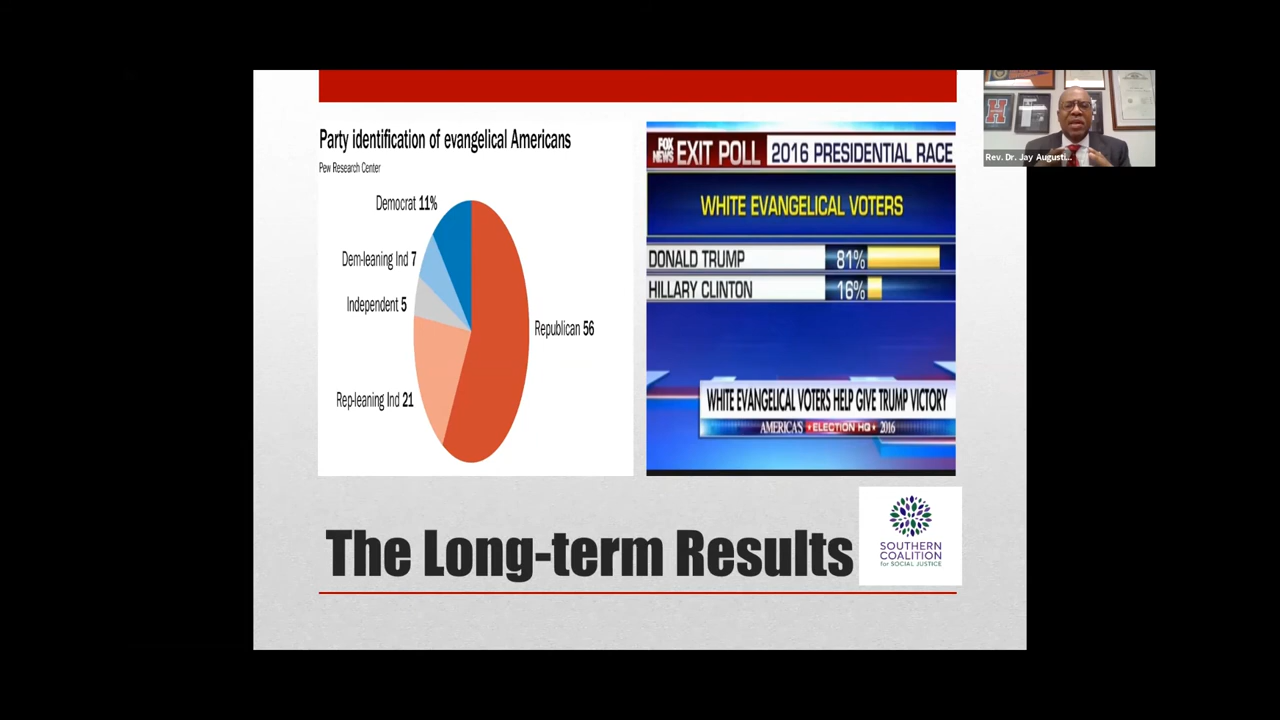 Party identification of evangelical Americans
Pew Research Center
Democrat 11%
Dem-leaning Ind 7
Independent 5
Republican 56
Rep-leaning Ind 21
FOX NEWS EXIT POLL 2016 PRESIDENTIAL RACE
WHITE EVANGELICAL VOTERS
DONALD TRUMP 81%
HILLARY CLINTON 16%
WHITE EVANGELICAL VOTERS HELP GIVE TRUMP VICTORY
AMERICA'S ELECTION HQ 2016
The Long-term Results
SOUTHERN
COALITION
for SOCIAL JUSTICE
Rev. Dr. Jay Augusti...
H